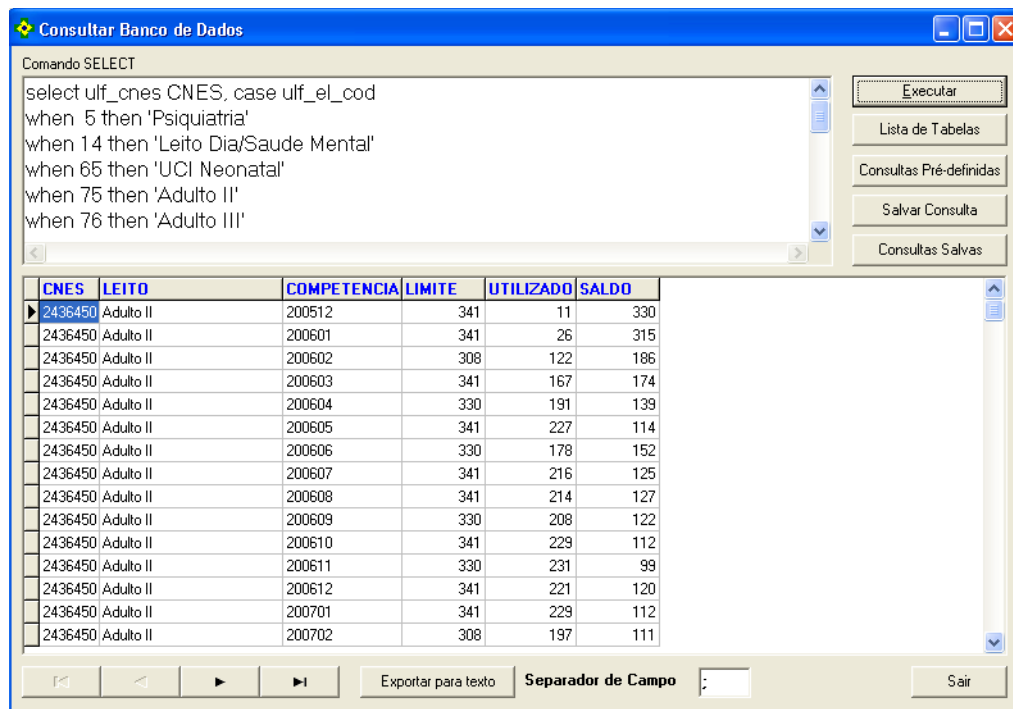 Consultar Banco de Dados
Comando SELECT
select ulf_cnes CNES, case ulf_el_cod
when  5 then 'Psiquiatria'
when 14 then 'Leito Dia/Saude Mental'
when 65 then 'UCI Neonatal'
when 75 then 'Adulto II'
when 76 then 'Adulto III'
Executar
Lista de Tabelas
Consultas Pré-definidas
Salvar Consulta
Consultas Salvas
CNES LEITO COMPETENCIA LIMITE UTILIZADO SALDO
2436450 Adulto II 200512 341 11 330
2436450 Adulto II 200601 341 26 315
2436450 Adulto II 200602 308 122 186
2436450 Adulto II 200603 341 167 174
2436450 Adulto II 200604 330 191 139
2436450 Adulto II 200605 341 227 114
2436450 Adulto II 200606 330 178 152
2436450 Adulto II 200607 341 216 125
2436450 Adulto II 200608 341 214 127
2436450 Adulto II 200609 330 208 122
2436450 Adulto II 200610 341 229 112
2436450 Adulto II 200611 330 231 99
2436450 Adulto II 200612 341 221 120
2436450 Adulto II 200701 341 229 112
2436450 Adulto II 200702 308 197 111
Exportar para texto Separador de Campo ; Sair